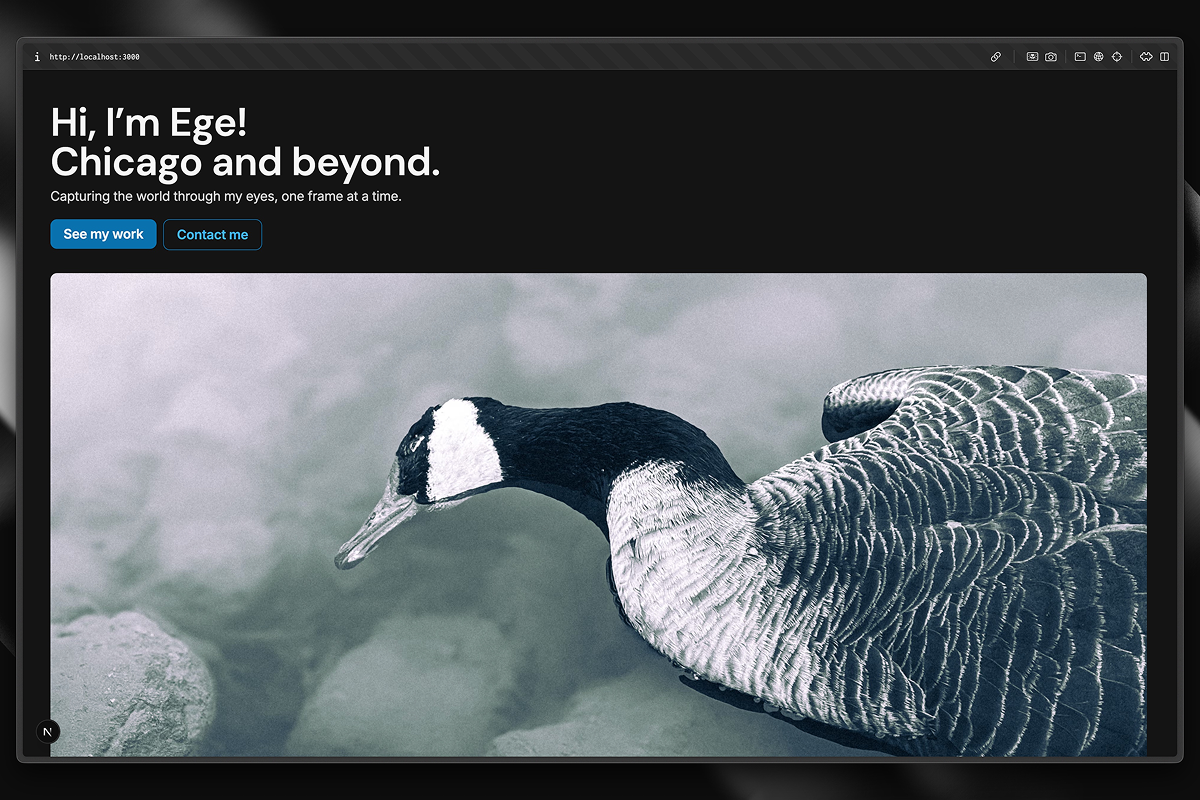 http://localhost:3000
Hi, I’m Ege!
Chicago and beyond.
Capturing the world through my eyes, one frame at a time.
See my work
Contact me
N